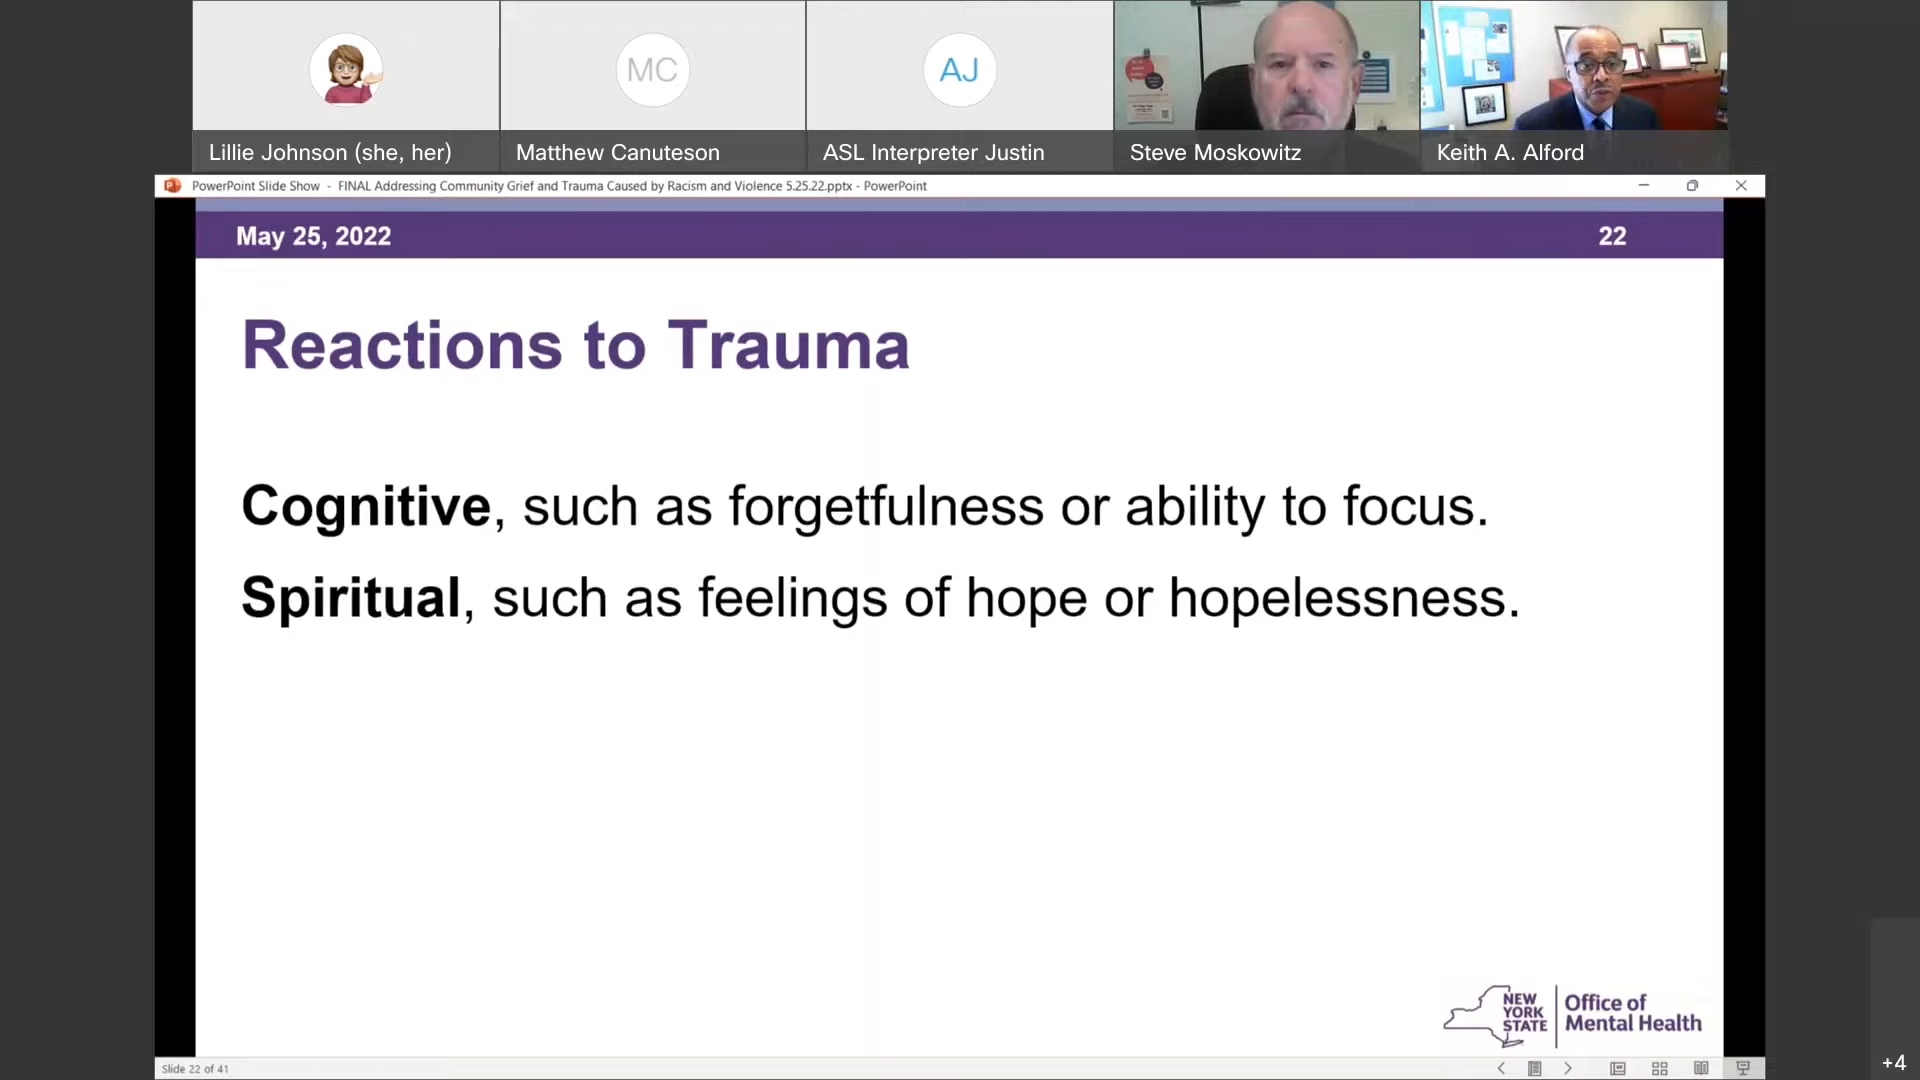 MC
AJ
Lillie Johnson (she, her)
Matthew Canuteson
ASL Interpreter Justin
Steve Moskowitz
Keith A. Alford
PowerPoint Slide Show - FINAL Addressing Community Grief and Trauma Caused by Racism and Violence 5.25.22.pptx - PowerPoint
May 25, 2022
22
Reactions to Trauma
Cognitive, such as forgetfulness or ability to focus.
Spiritual, such as feelings of hope or hopelessness.
NEW
YORK
STATE
Office of
Mental Health
Slide 22 of 41
+4